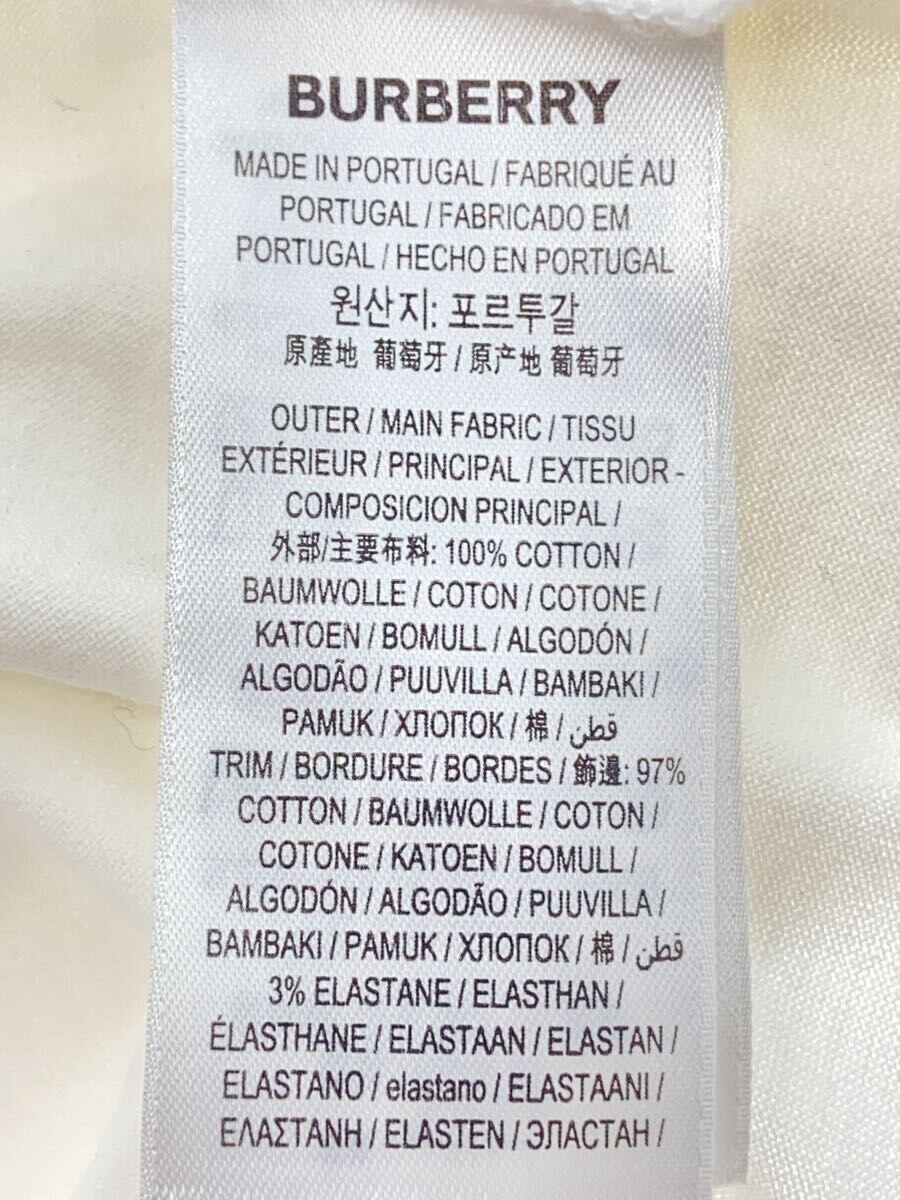 BURBERRY
MADE IN PORTUGAL / FABRIQUÉ AU
PORTUGAL / FABRICADO EM
PORTUGAL / HECHO EN PORTUGAL
원산지: 포르투갈
原產地 葡萄牙 / 原产地 葡萄牙
OUTER / MAIN FABRIC / TISSU
EXTÉRIEUR / PRINCIPAL / EXTERIOR -
COMPOSICION PRINCIPAL /
外部/主要布料: 100% COTTON /
BAUMWOLLE / COTON / COTONE /
KATOEN / BOMULL / ALGODÓN /
ALGODÃO / PUUVILLA / BAMBAKI /
PAMUK / ХЛОПОК / 棉 / قطن
TRIM / BORDURE / BORDES / 飾邊: 97%
COTTON / BAUMWOLLE / COTON /
COTONE / KATOEN / BOMULL /
ALGODÓN / ALGODÃO / PUUVILLA /
BAMBAKI / PAMUK / ХЛОПОК / 棉 / قطن
3% ELASTANE / ELASTHAN /
ÉLASTHANE / ELASTAAN / ELASTAN /
ELASTANO / elastano / ELASTAANI /
ΕΛΑΣΤΑΝΗ / ELASTEN / ЭЛАСТАН /